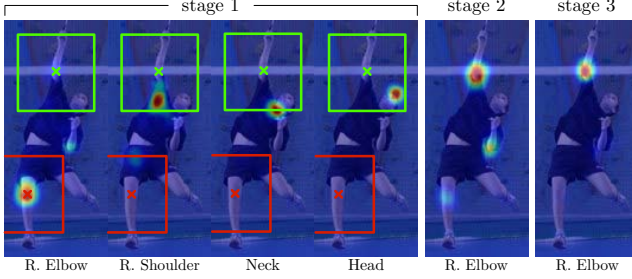 stage 1 stage 2 stage 3
R. Elbow R. Shoulder Neck Head R. Elbow R. Elbow